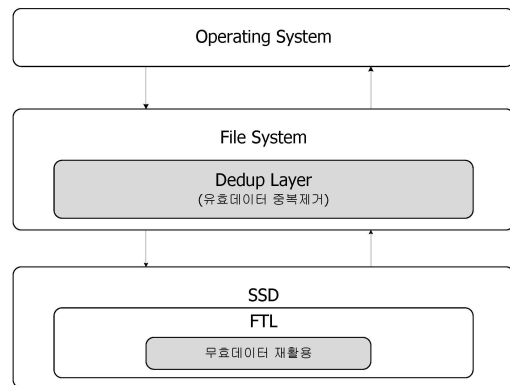 Operating System
File System
Dedup Layer
(유효데이터 중복제거)
SSD
FTL
무효데이터 재활용